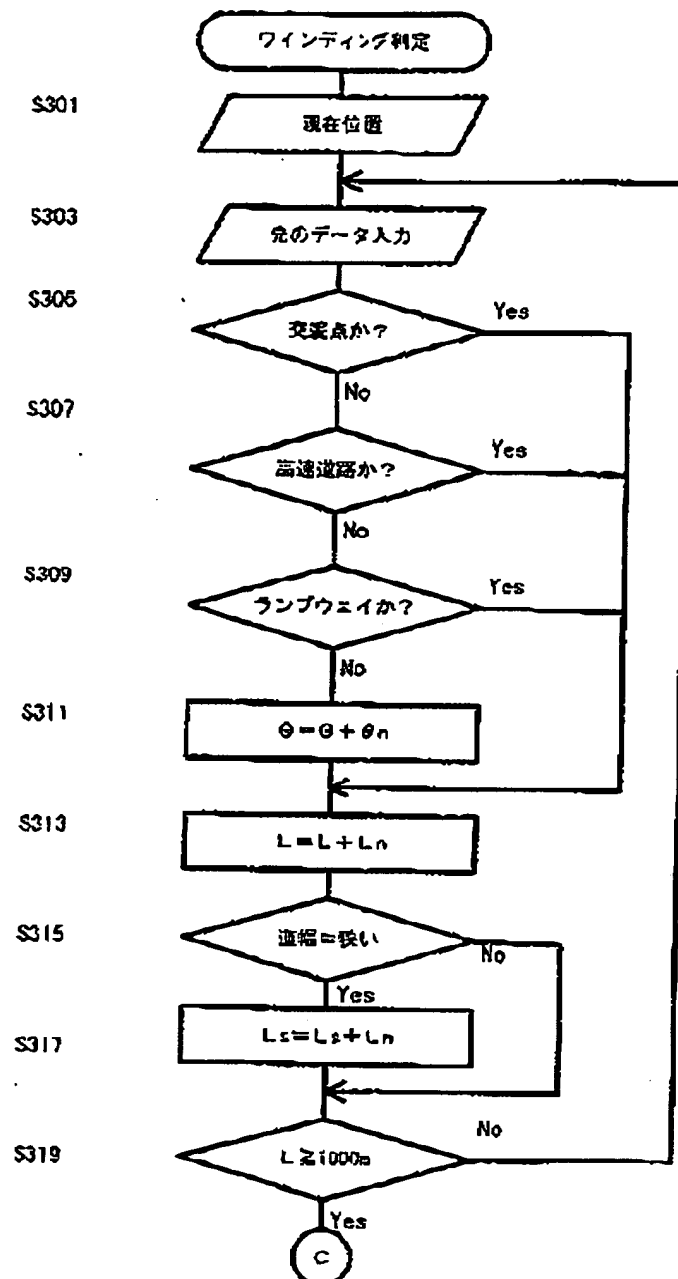 ワインディング判定
S301
現在位置
S303
先のデータ入力
S305
交差点か?
Yes
No
S307
高速道路か?
Yes
No
S309
ランプウェイか?
Yes
No
S311
Θ=Θ+θn
S313
L=L+Ln
S315
道幅=狭い
No
Yes
S317
Ls=Ls+Ln
S319
L≧1000m
No
Yes
C